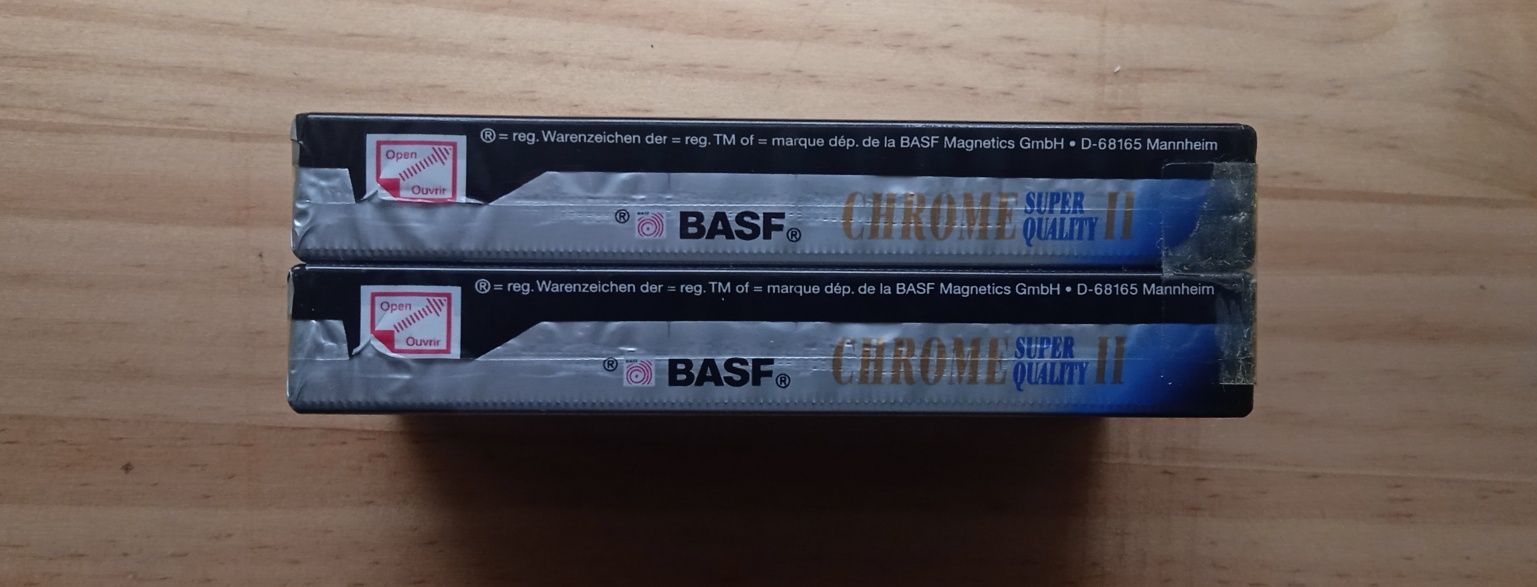 ® = reg. Warenzeichen der = reg. TM of = marque dép. de la BASF Magnetics GmbH • D-68165 Mannheim
Open
Ouvrir
® BASF BASF® CHROME SUPER QUALITY II
® = reg. Warenzeichen der = reg. TM of = marque dép. de la BASF Magnetics GmbH • D-68165 Mannheim
Open
Ouvrir
® BASF BASF® CHROME SUPER QUALITY II